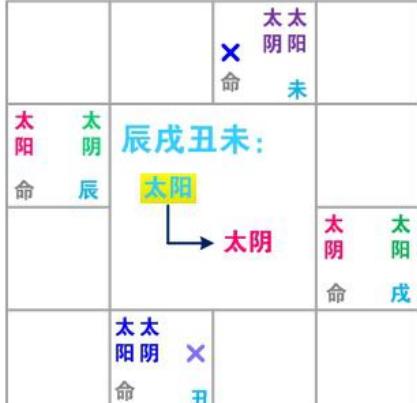 太阴 太阳
×
命 未
太阳 太阴
命 辰
辰戌丑未：
太阳
太阴
太阴 太阳
命 戌
太阳 太阴 ×
命 丑